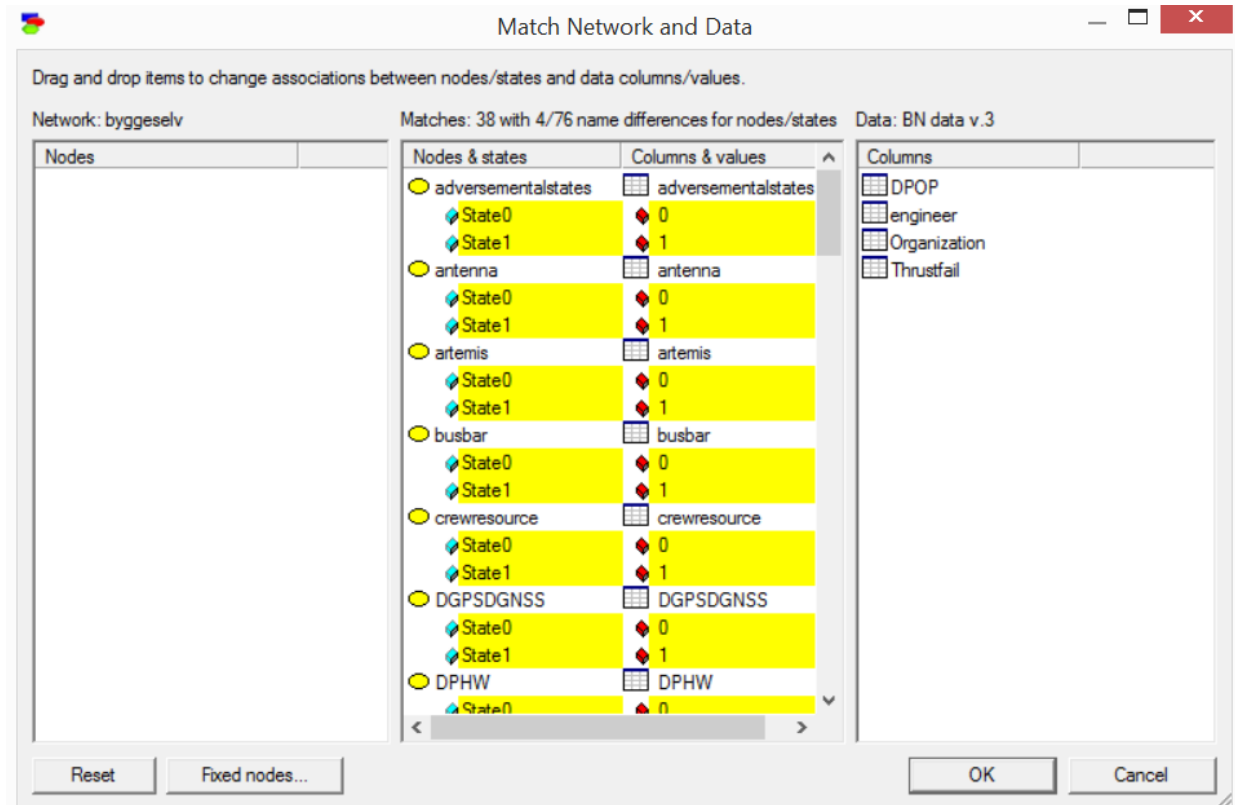 Match Network and Data
Drag and drop items to change associations between nodes/states and data columns/values.
Network: byggeselv
Matches: 38 with 4/76 name differences for nodes/states
Data: BN data v.3
Nodes
Nodes & states Columns & values
Columns
adversementalstates adversementalstates
State0 0
State1 1
antenna antenna
State0 0
State1 1
artemis artemis
State0 0
State1 1
busbar busbar
State0 0
State1 1
crewresource crewresource
State0 0
State1 1
DGPSDGNSS DGPSDGNSS
State0 0
State1 1
DPHW DPHW
State0 0
DPOP
engineer
Organization
Thrustfail
Reset Fixed nodes... OK Cancel